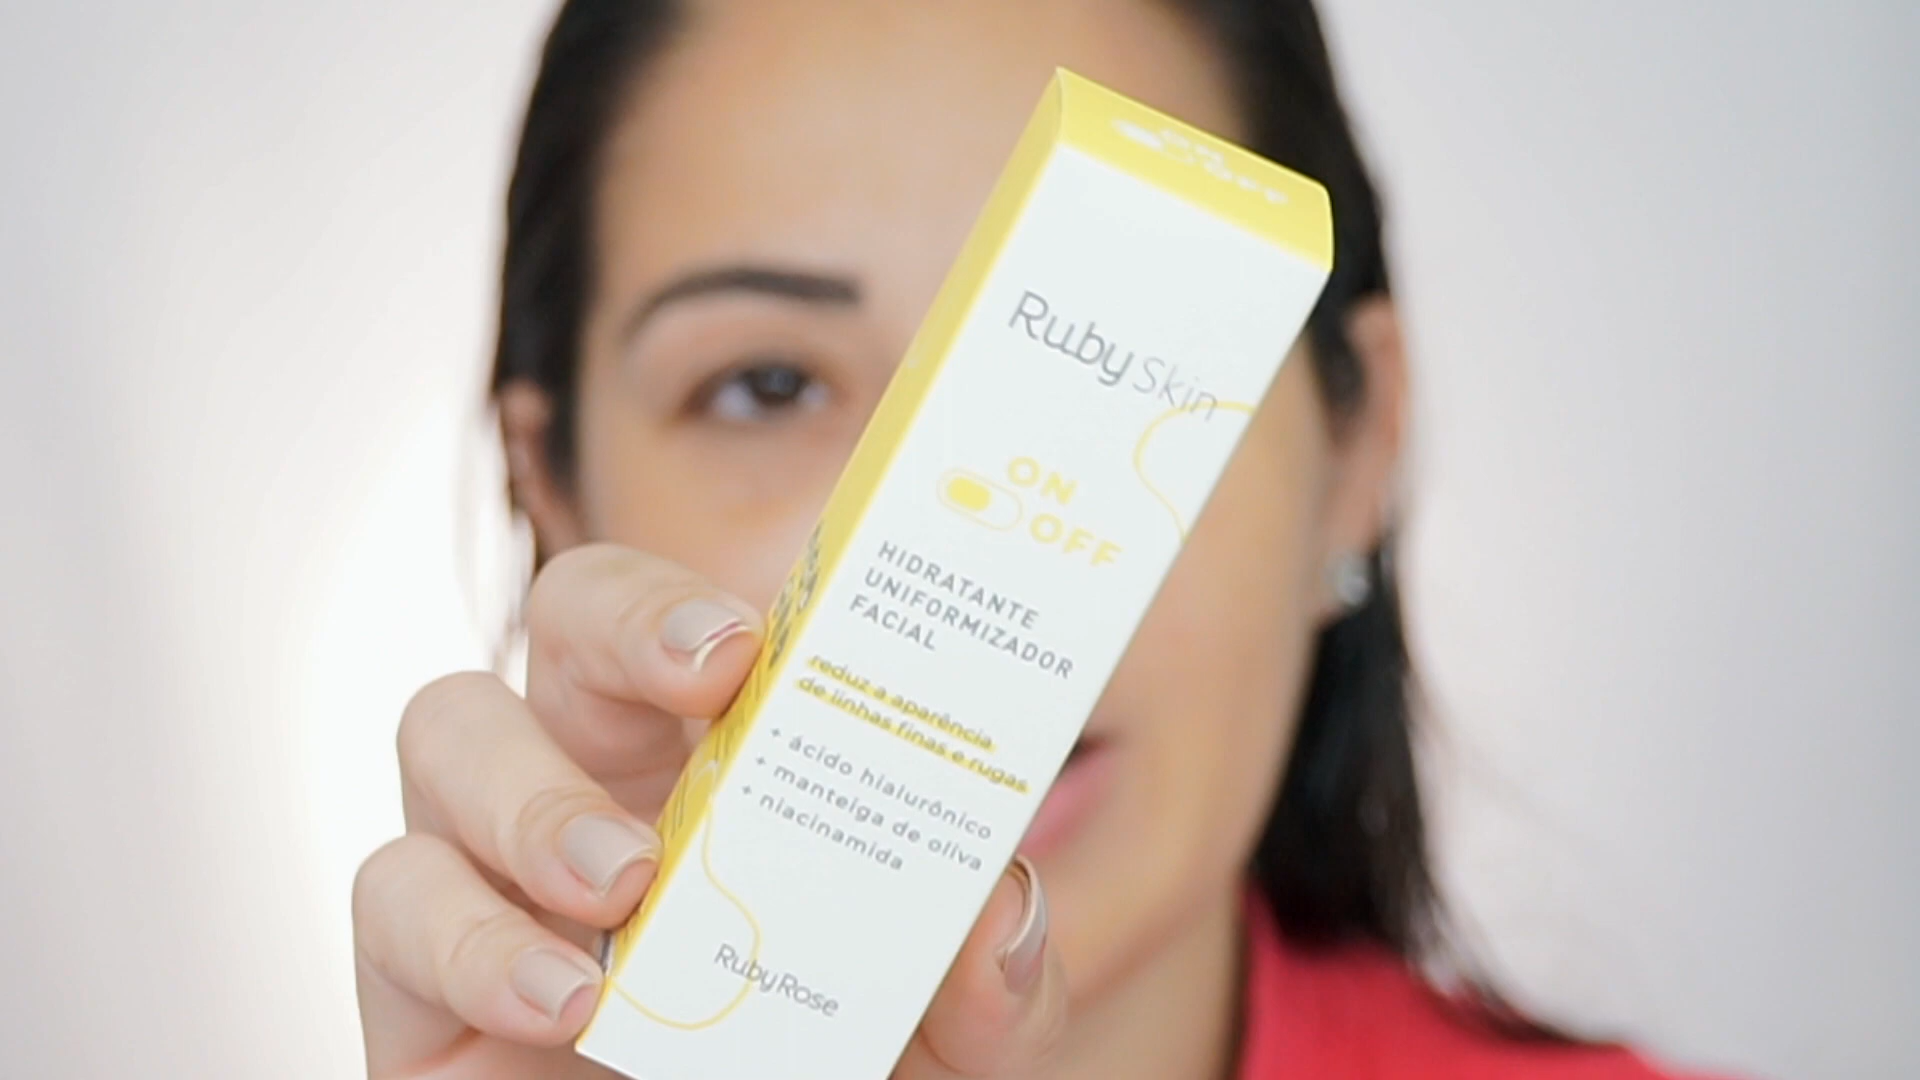 Ruby Skin
ON
OFF
HIDRATANTE
UNIFORMIZADOR
FACIAL
reduz a aparência
de linhas finas e rugas
+ ácido hialurônico
+ manteiga de oliva
+ niacinamida
RubyRose